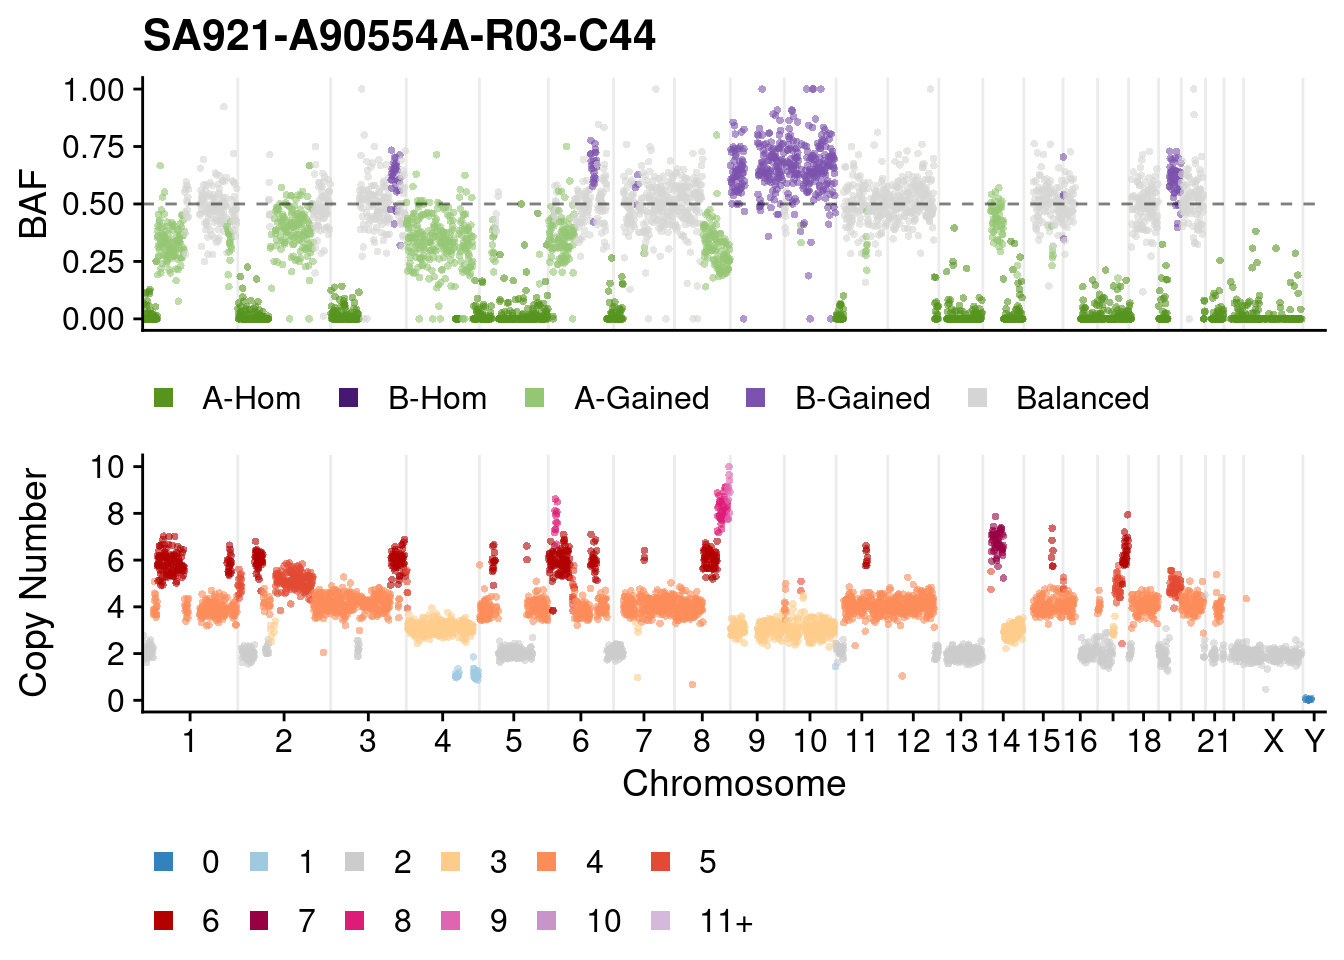 SA921-A90554A-R03-C44
1.00
0.75
0.50
0.25
0.00
BAF
A-Hom B-Hom A-Gained B-Gained Balanced
10
8
6
4
2
0
Copy Number
1 2 3 4 5 6 7 8 9 10 11 12 13 14 15 16 18 21 X Y
Chromosome
0 1 2 3 4 5
6 7 8 9 10 11+